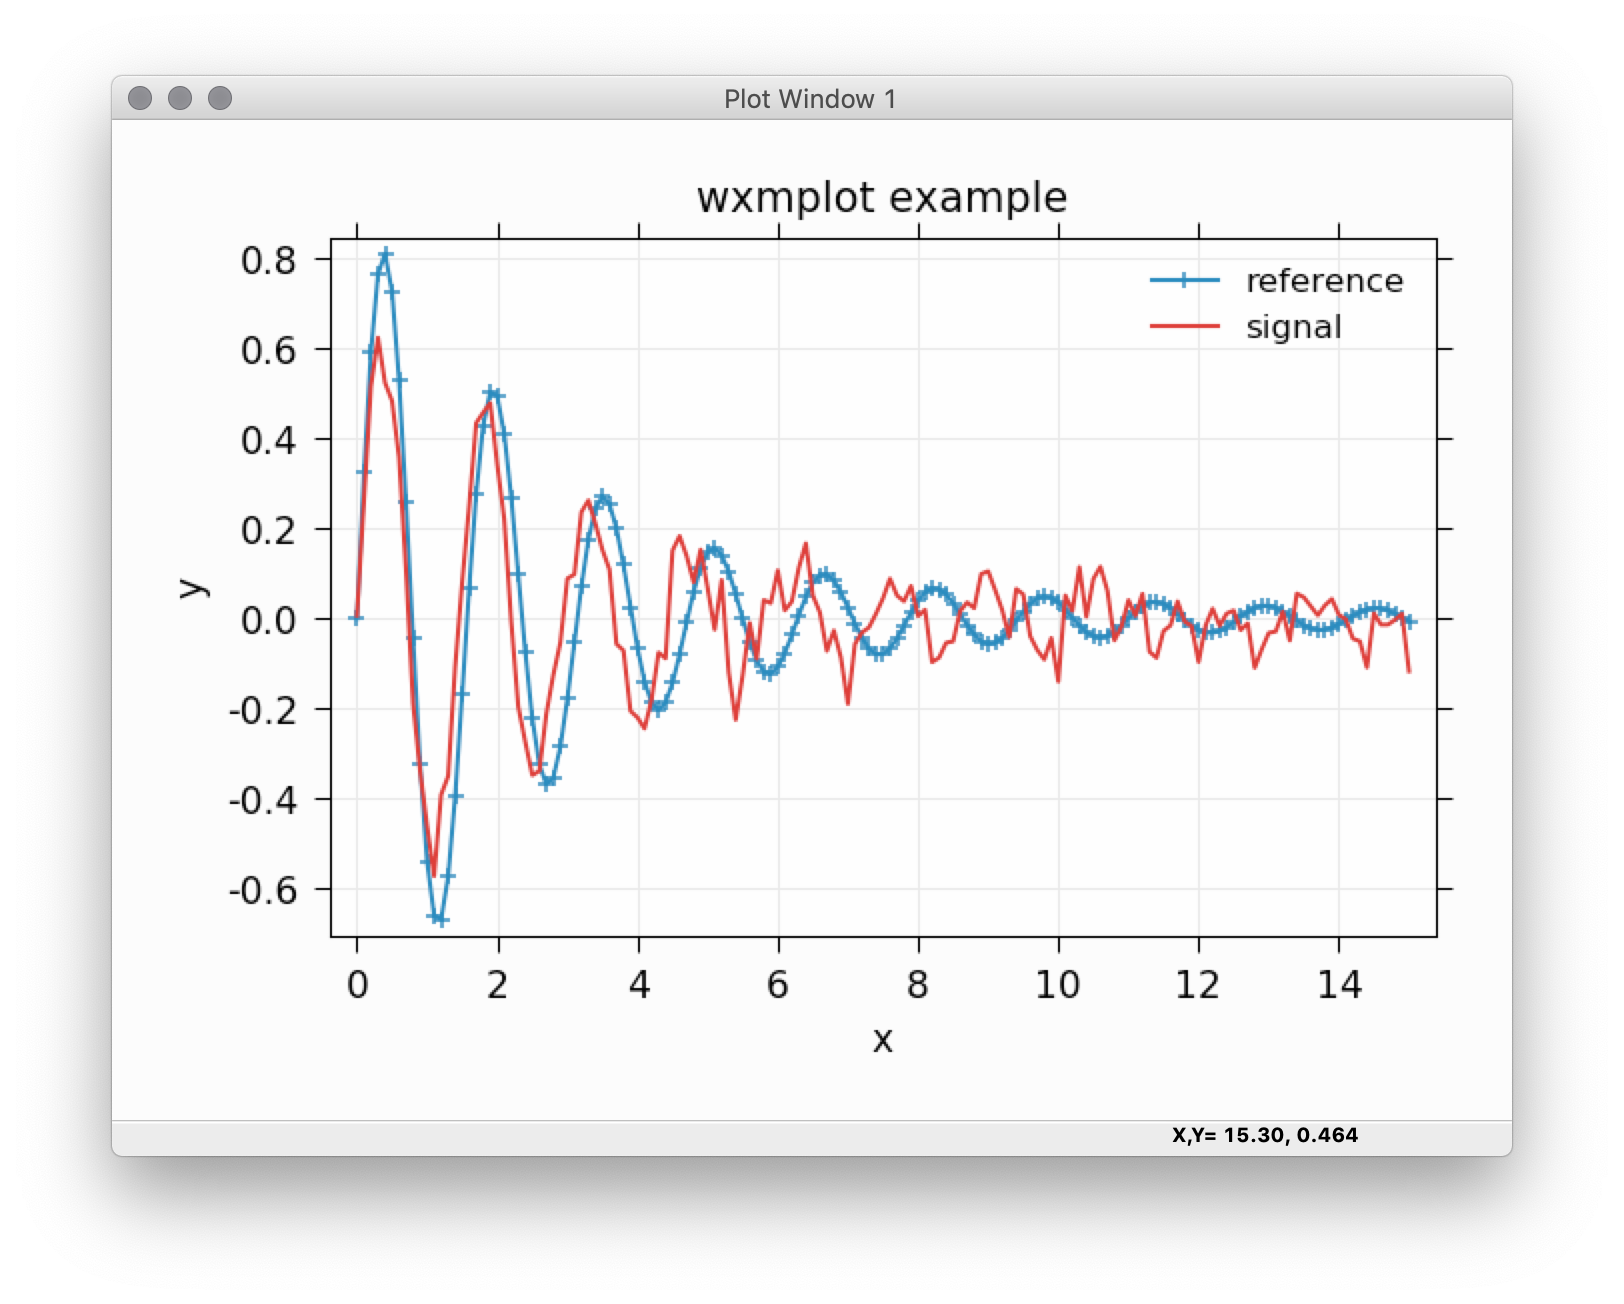 Plot Window 1
wxmplot example
reference
signal
0.8
0.6
0.4
0.2
0.0
-0.2
-0.4
-0.6
y
0 2 4 6 8 10 12 14
x
X,Y= 15.30, 0.464